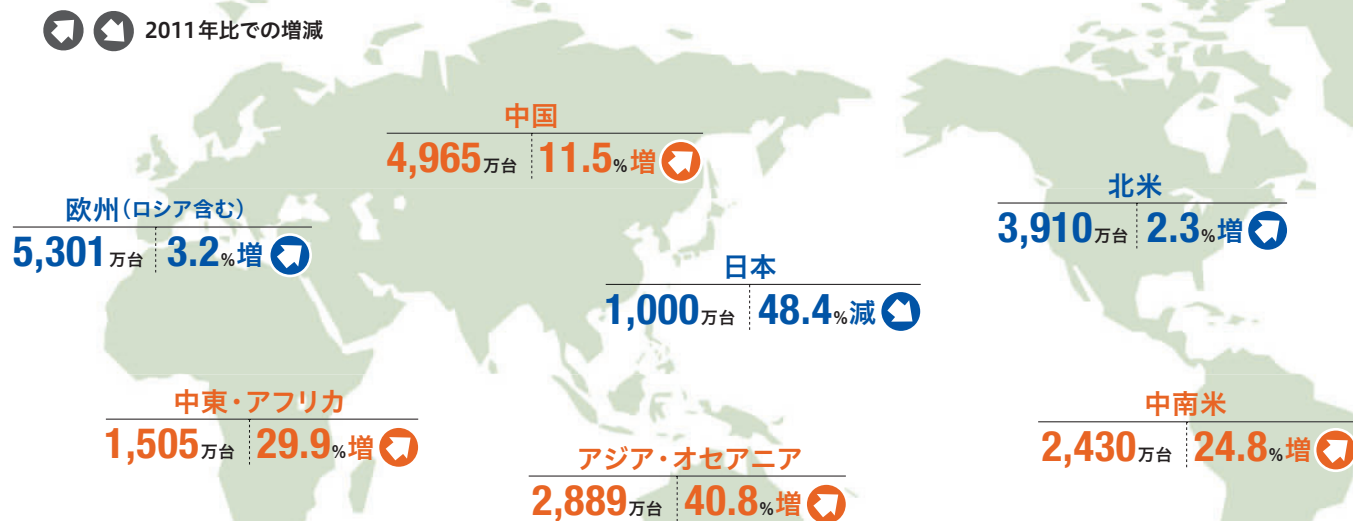 2011年比での増減
中国
4,965万台 11.5%増
欧州(ロシア含む)
5,301万台 3.2%増
北米
3,910万台 2.3%増
日本
1,000万台 48.4%減
中東・アフリカ
1,505万台 29.9%増
アジア・オセアニア
2,889万台 40.8%増
中南米
2,430万台 24.8%増